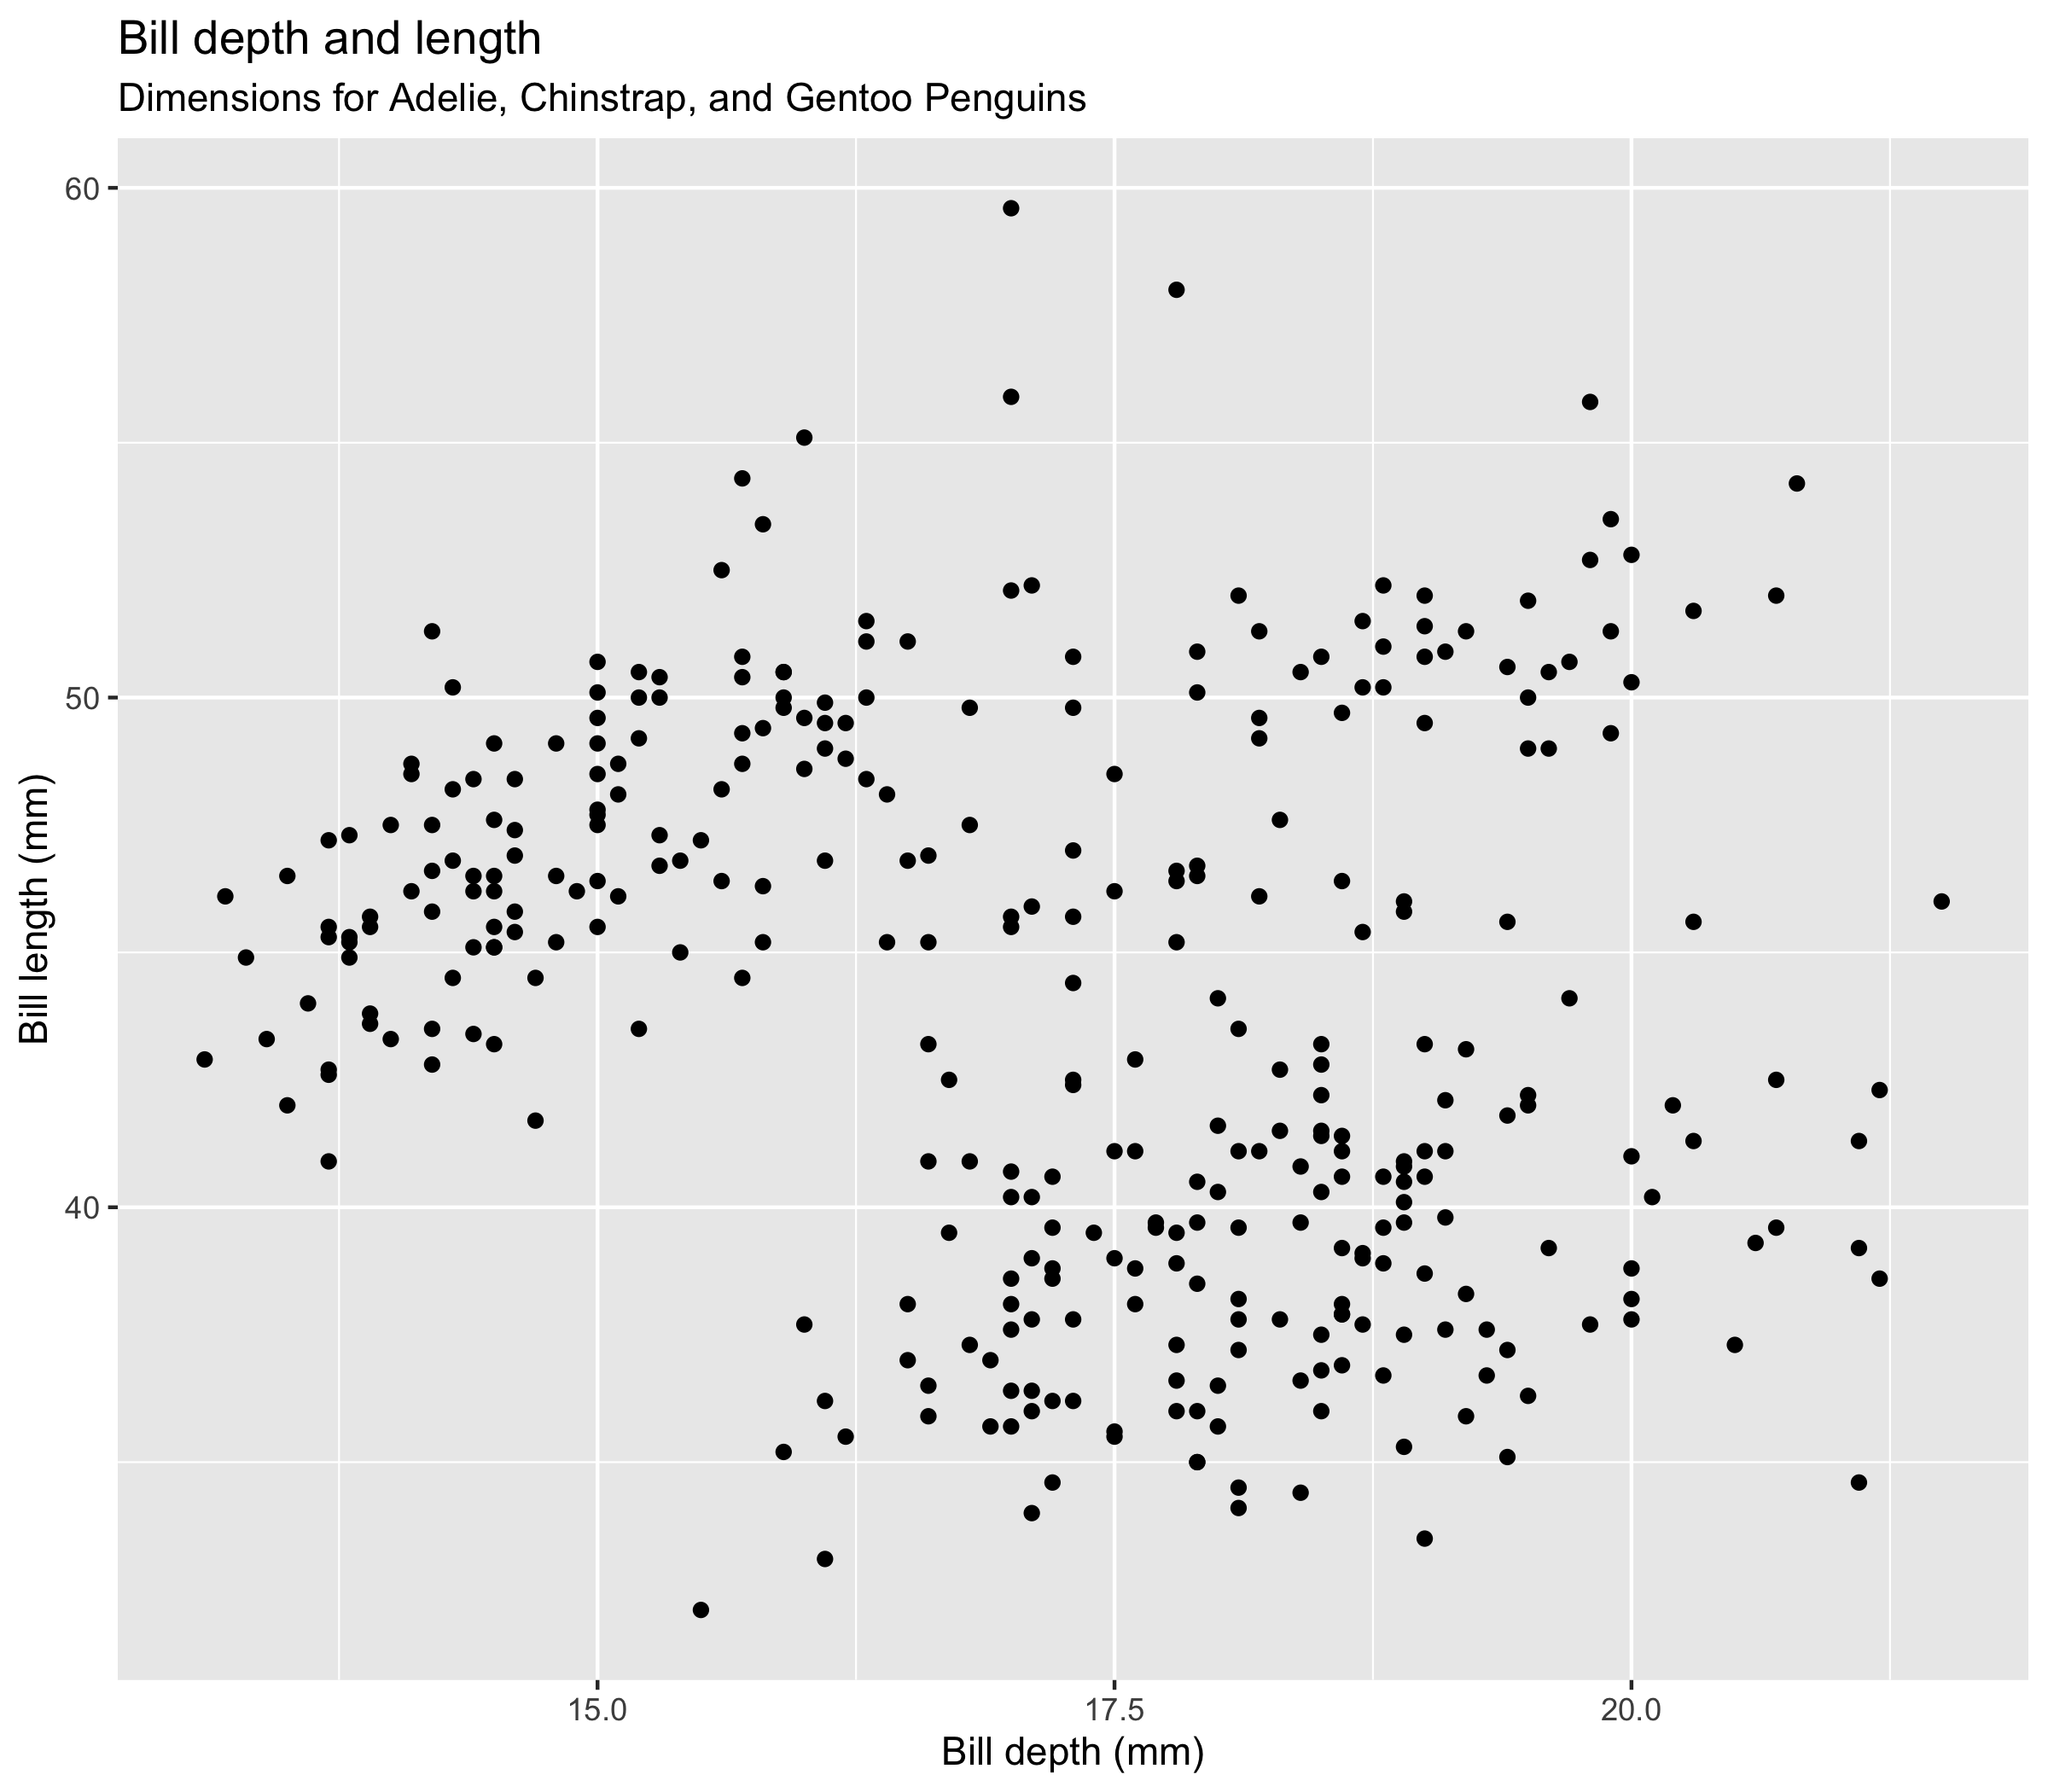 Bill depth and length
Dimensions for Adelie, Chinstrap, and Gentoo Penguins
60
50
40
Bill length (mm)
15.0 17.5 20.0
Bill depth (mm)